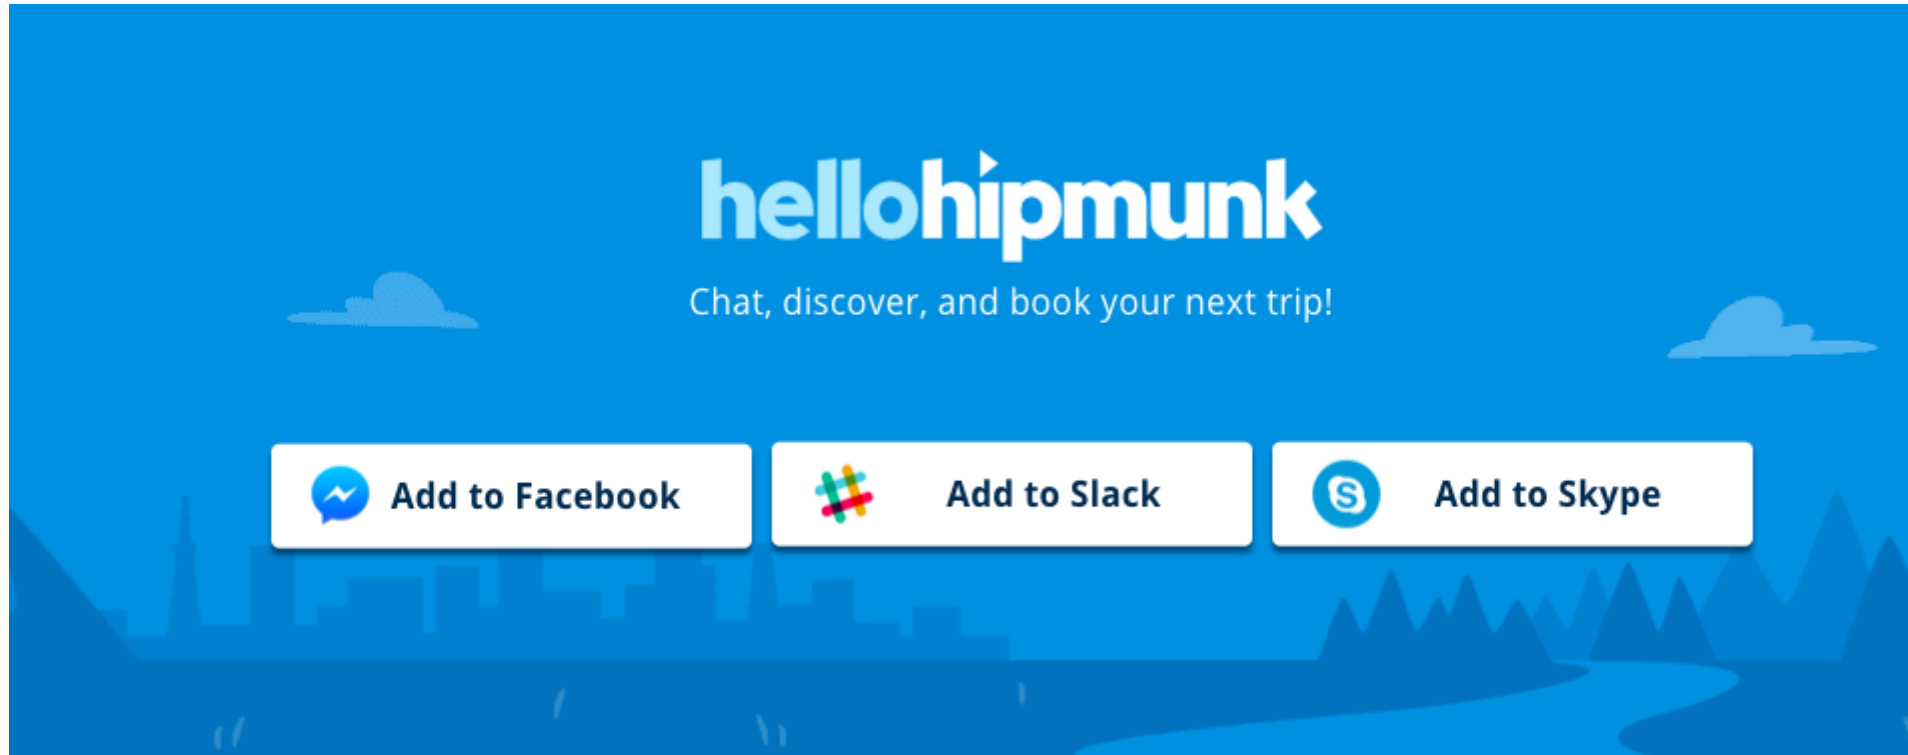 hellohipmunk
Chat, discover, and book your next trip!
Add to Facebook
Add to Slack
Add to Skype